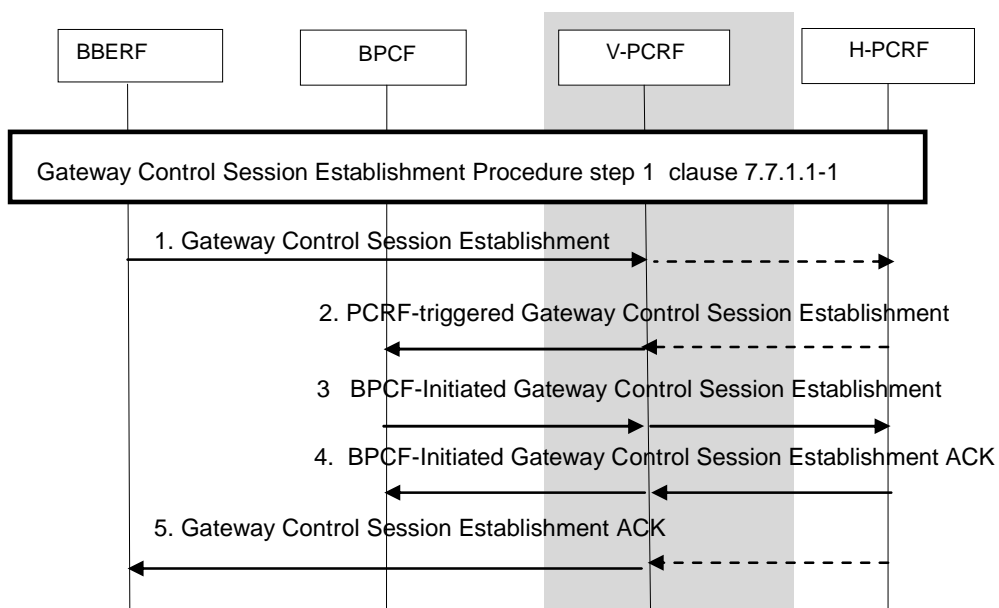 BBERF
BPCF
V-PCRF
H-PCRF
Gateway Control Session Establishment Procedure step 1 clause 7.7.1.1-1
1. Gateway Control Session Establishment
2. PCRF-triggered Gateway Control Session Establishment
3 BPCF-Initiated Gateway Control Session Establishment
4. BPCF-Initiated Gateway Control Session Establishment ACK
5. Gateway Control Session Establishment ACK